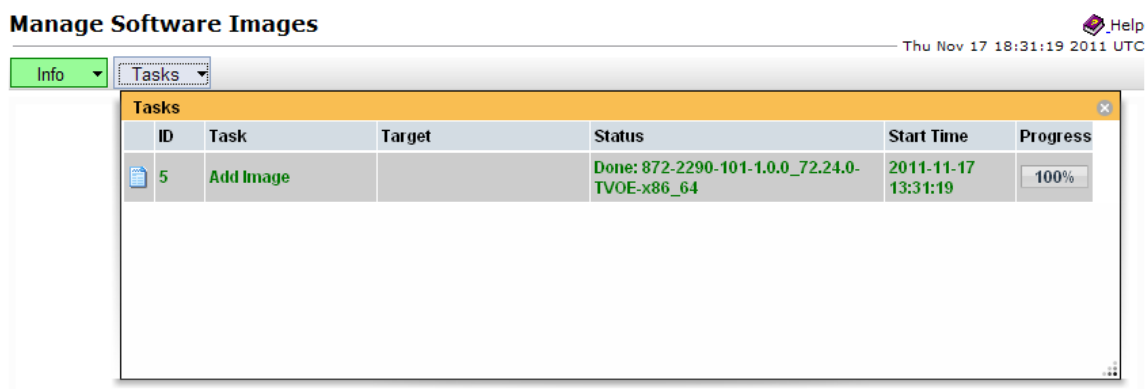 Manage Software Images
Help
Thu Nov 17 18:31:19 2011 UTC
Info
Tasks
Tasks
ID Task Target Status Start Time Progress
5 Add Image Done: 872-2290-101-1.0.0_72.24.0- 2011-11-17 100%
TVOE-x86_64 13:31:19